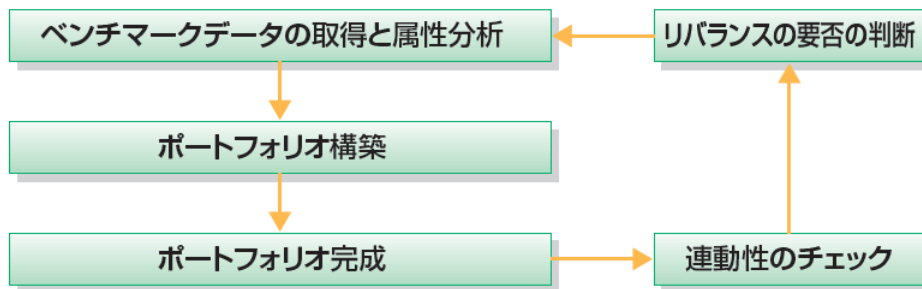 ベンチマークデータの取得と属性分析
リバランスの要否の判断
ポートフォリオ構築
ポートフォリオ完成
連動性のチェック